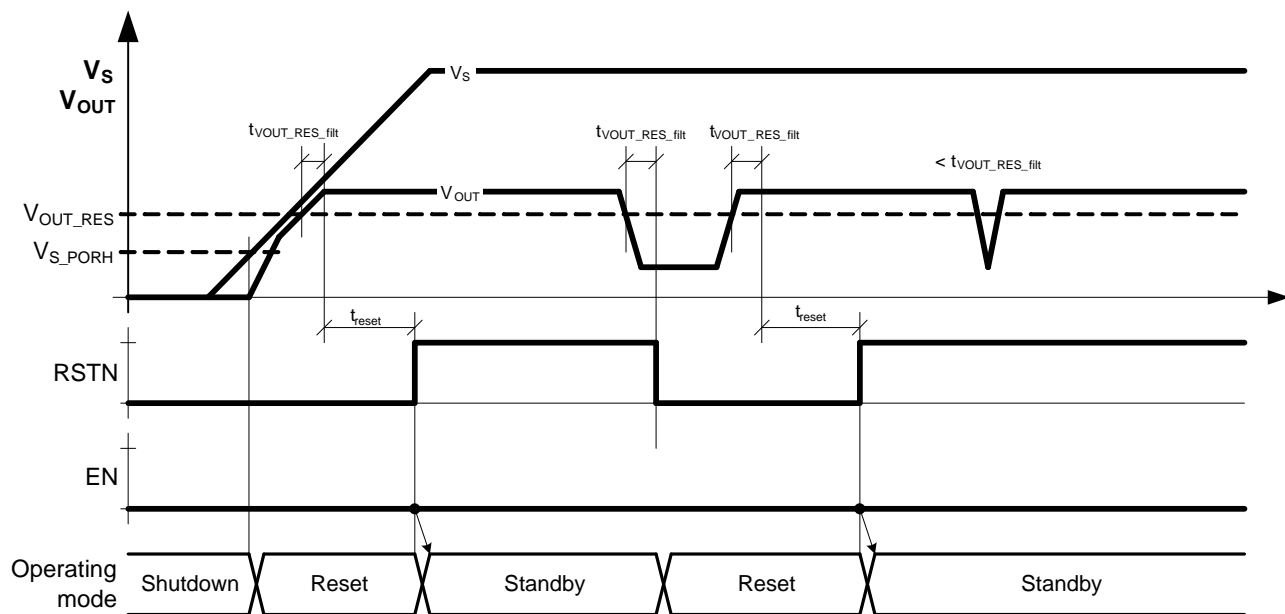 V_S
V_OUT
V_S
t_VOUT_RES_filt
t_VOUT_RES_filt
t_VOUT_RES_filt
< t_VOUT_RES_filt
V_OUT
V_OUT_RES
V_S_PORH
t_reset
t_reset
RSTN
EN
Operating
mode
Shutdown
Reset
Standby
Reset
Standby